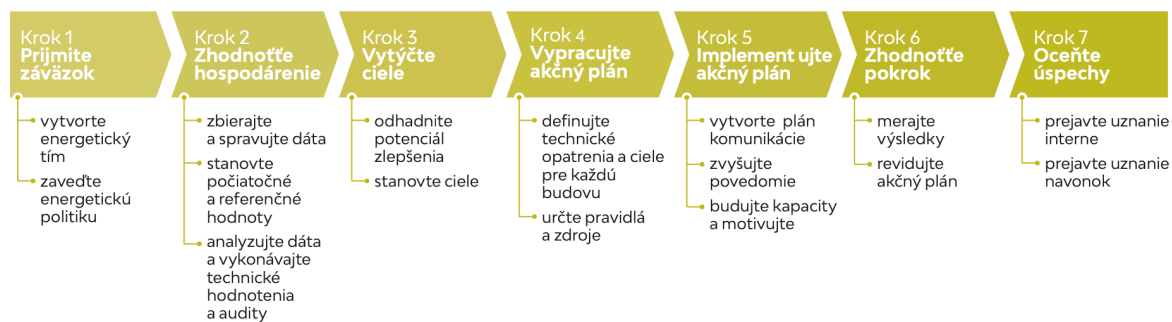 Krok 1
Prijmite
záväzok
vytvorte
energetický
tím
zaveďte
energetickú
politiku
Krok 2
Zhodnoťťe
hospodárenie
zbierajte
a spravujte dáta
stanovte
počiatočné
a referenčné
hodnoty
analyzujte dáta
a vykonávajte
technické
hodnotenia
a audity
Krok 3
Vytýčte
ciele
odhadnite
potenciál
zlepšenia
stanovte ciele
Krok 4
Vypracujte
akčný plán
definujte
technické
opatrenia a ciele
pre každú
budovu
určte pravidlá
a zdroje
Krok 5
Implement ujte
akčný plán
vytvorte plán
komunikácie
zvyšujte
povedomie
budujte kapacity
a motivujte
Krok 6
Zhodnoťťe
pokrok
merajte
výsledky
revidujte
akčný plán
Krok 7
Oceňte
úspechy
prejavte uznanie
interne
prejavte uznanie
navonok